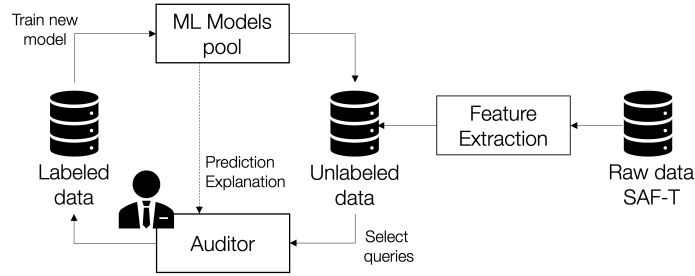 Train new
model
ML Models
pool
Feature
Extraction
Labeled
data
Prediction
Explanation
Unlabeled
data
Raw data
SAF-T
Auditor
Select
queries